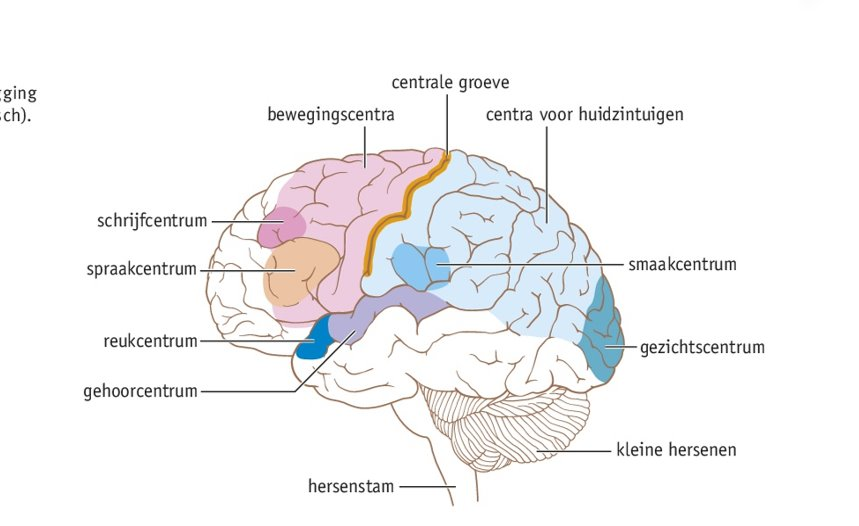 centrale groeve
bewegingscentra
centra voor huidzintuigen
schrijfcentrum
spraakcentrum
smaakcentrum
reukcentrum
gezichtscentrum
gehoorcentrum
kleine hersenen
hersenstam